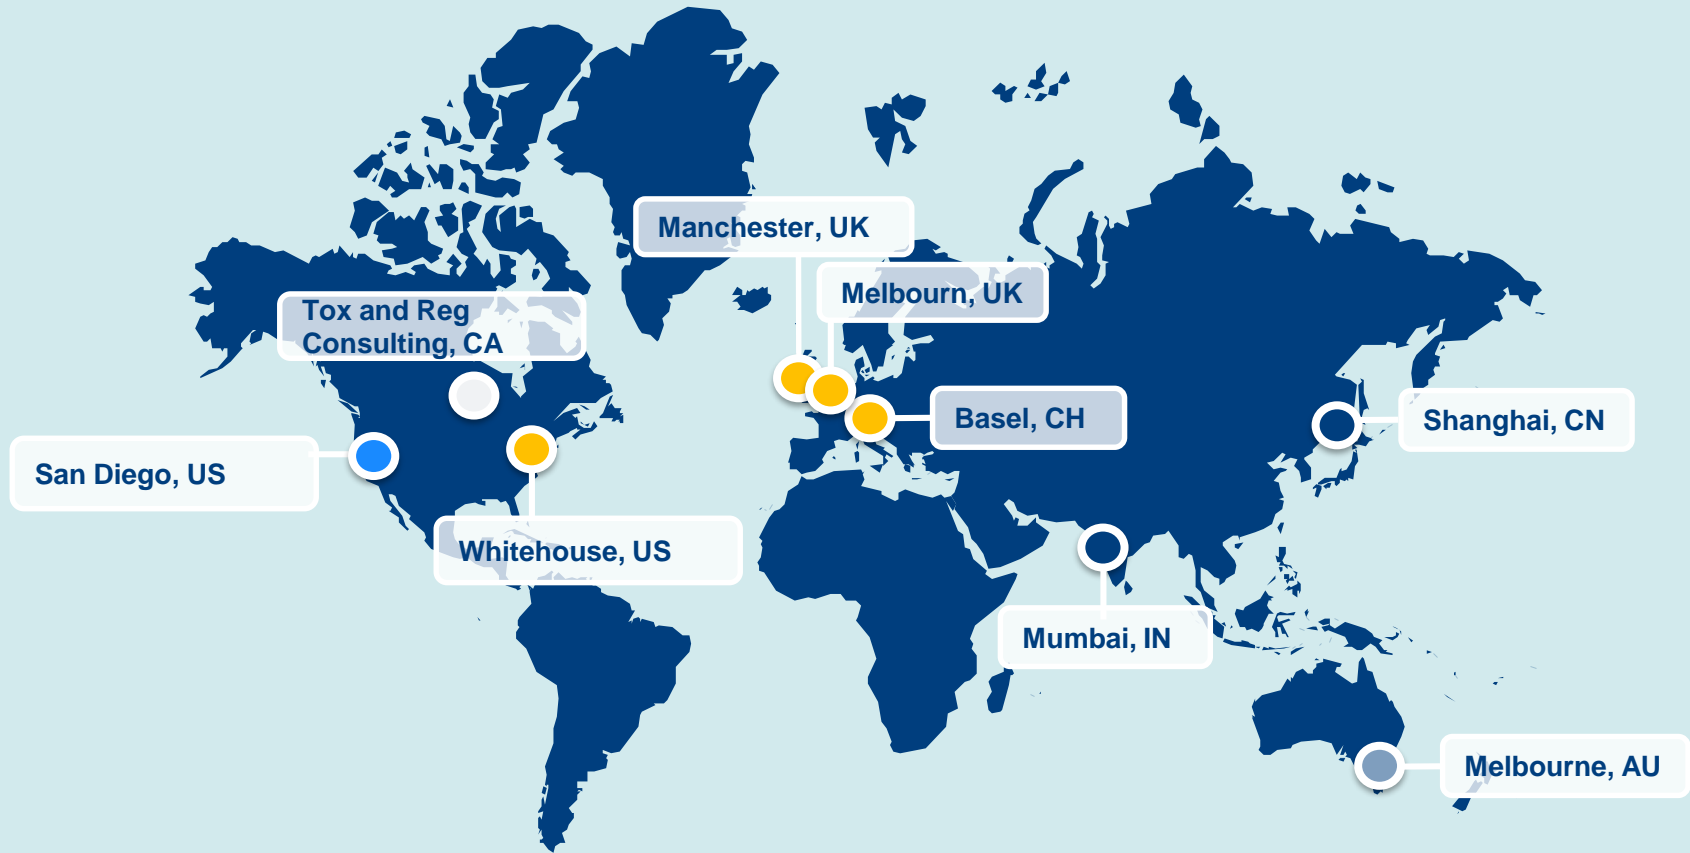 Manchester, UK
Melbourn, UK
Tox and Reg
Consulting, CA
Basel, CH
Shanghai, CN
San Diego, US
Whitehouse, US
Mumbai, IN
Melbourne, AU